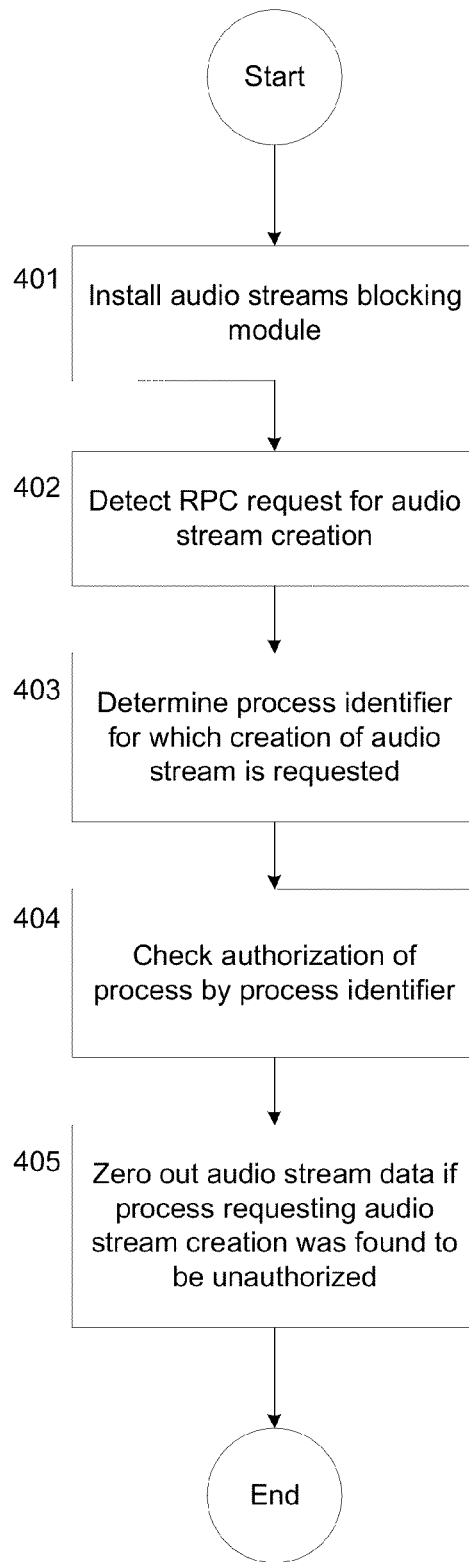 Start
401
Install audio streams blocking
module
402
Detect RPC request for audio
stream creation
403
Determine process identifier
for which creation of audio
stream is requested
404
Check authorization of
process by process identifier
405
Zero out audio stream data if
process requesting audio
stream creation was found to
be unauthorized
End